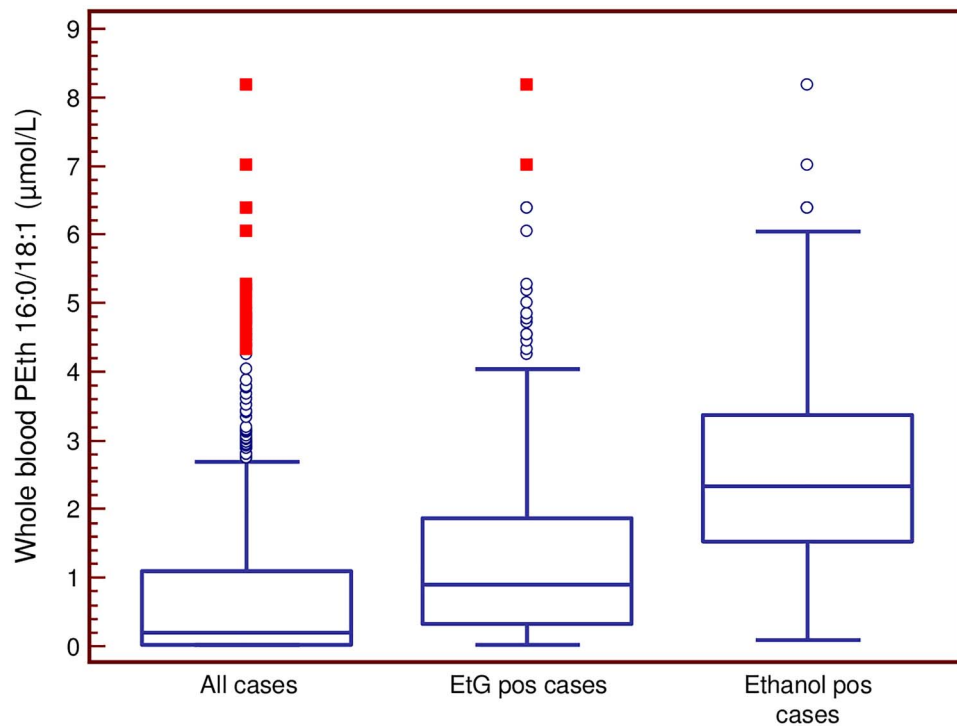 Whole blood PEth 16:0/18:1 (µmol/L)
9
8
7
6
5
4
3
2
1
0
All cases
EtG pos cases
Ethanol pos
cases